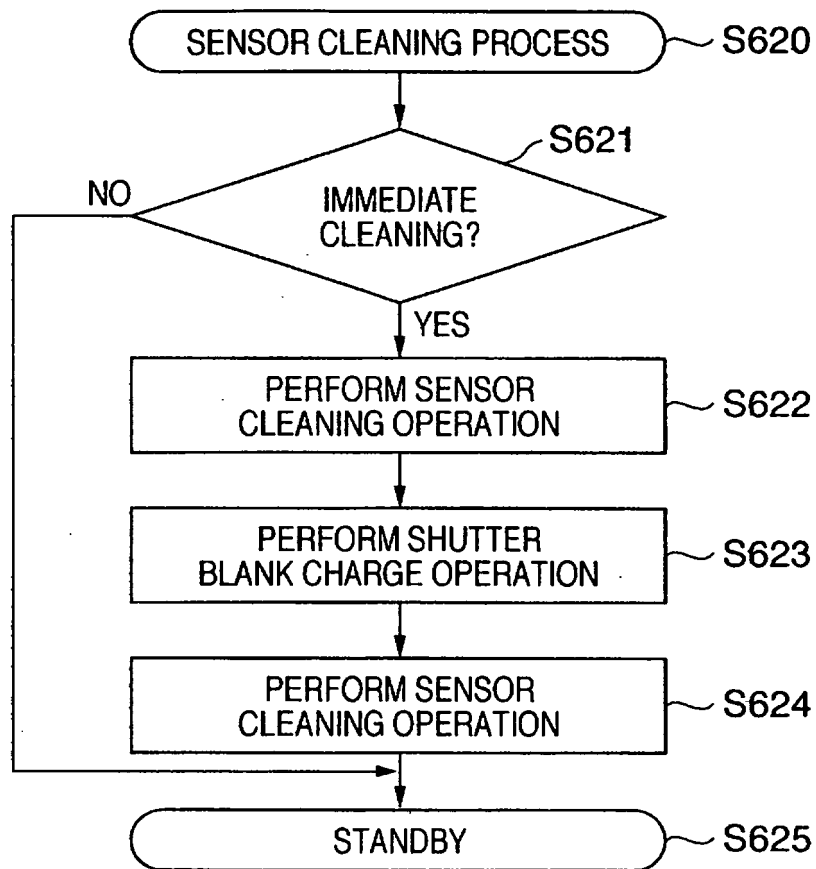 SENSOR CLEANING PROCESS
S620
S621
NO
IMMEDIATE
CLEANING?
YES
PERFORM SENSOR
CLEANING OPERATION
S622
PERFORM SHUTTER
BLANK CHARGE OPERATION
S623
PERFORM SENSOR
CLEANING OPERATION
S624
STANDBY
S625